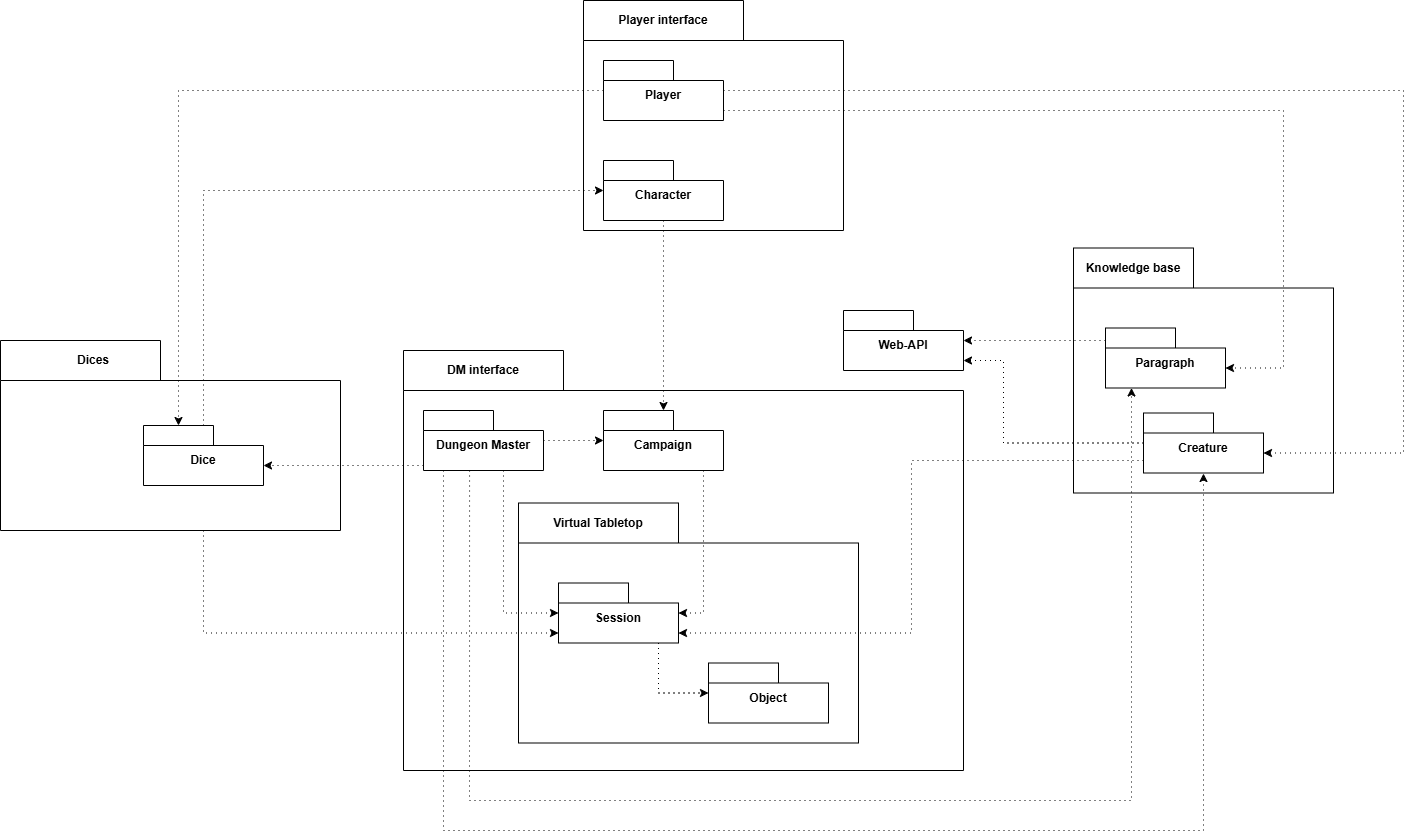 Player interface
Player
Character
Knowledge base
Web-API
Paragraph
Creature
Dices
Dice
DM interface
Dungeon Master
Campaign
Virtual Tabletop
Session
Object